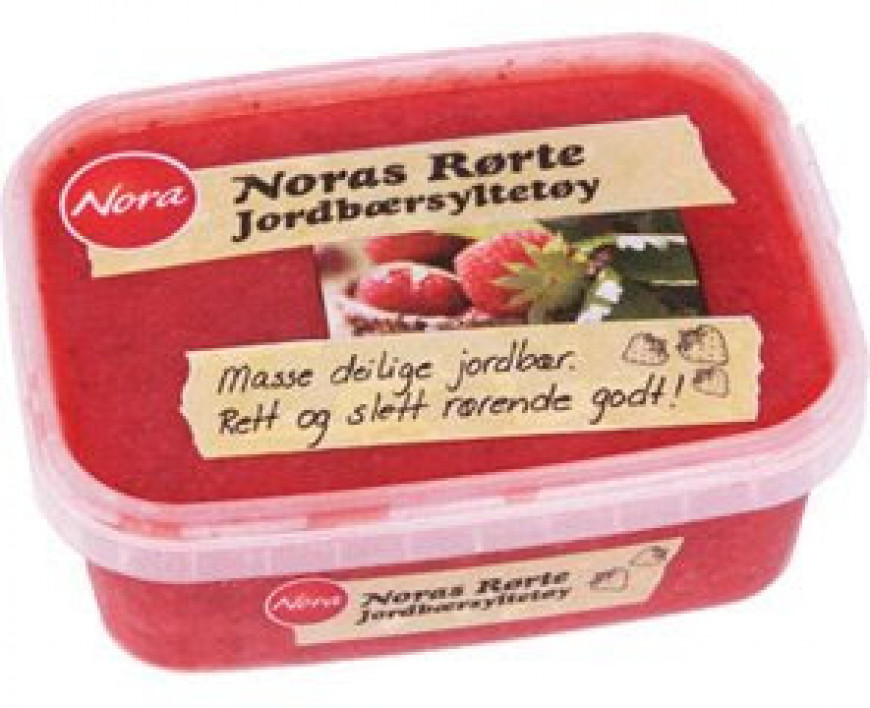 Nora
Noras Rørte
Jordbærsyltetøy
Masse deilige jordbær.
Rett og slett rørende godt!
Nora
Noras Rørte
Jordbærsyltetøy